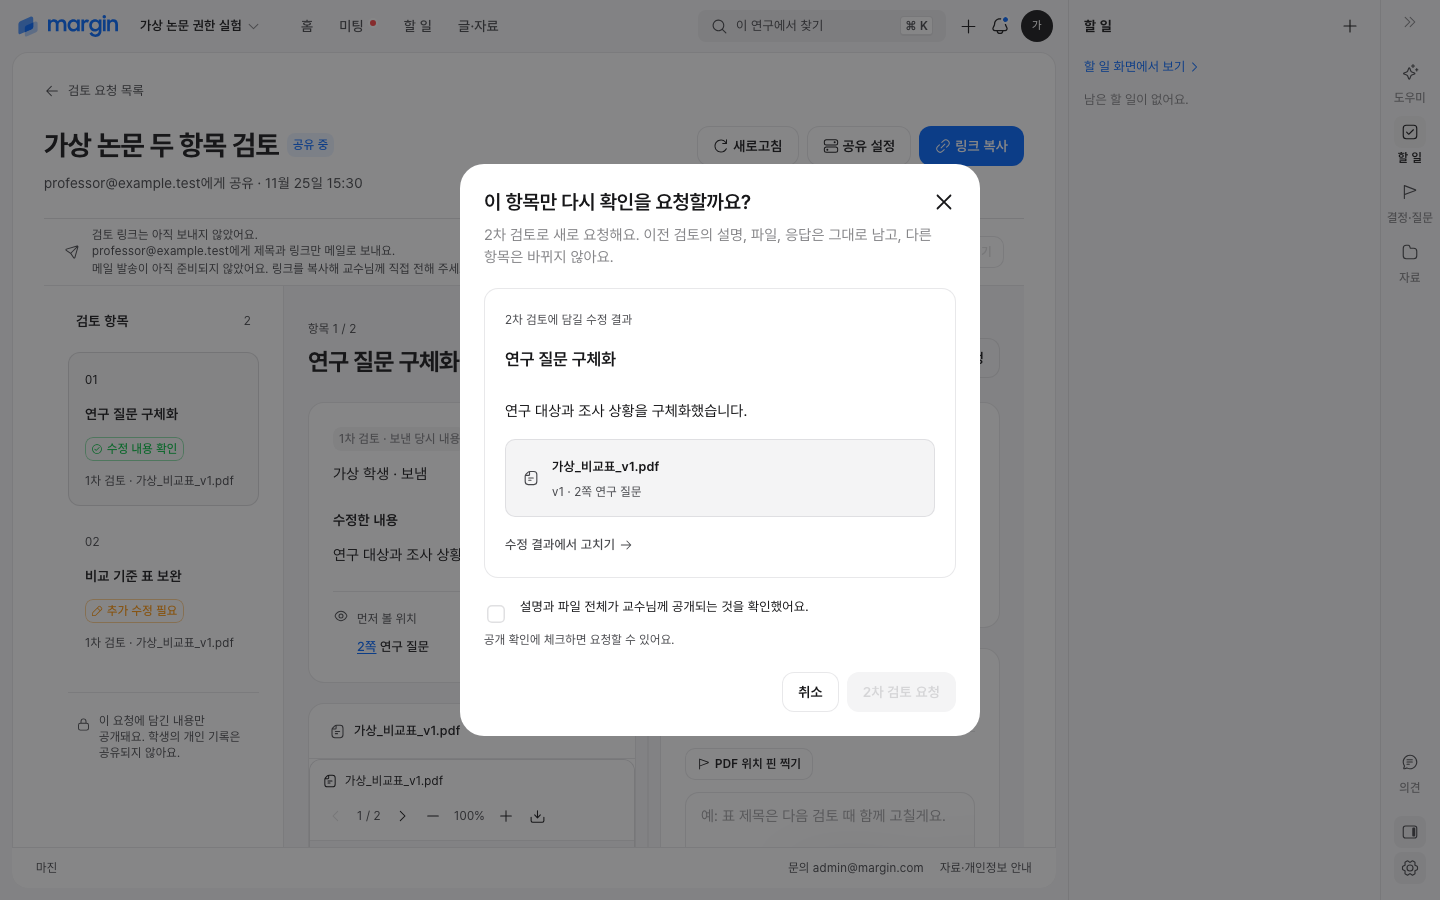 margin
가상 논문 권한 실험
홈
미팅
할 일
글·자료
이 연구에서 찾기
⌘ K
가
할 일
할 일 화면에서 보기
남은 할 일이 없어요.
도우미
할 일
결정·질문
자료
의견
검토 요청 목록
가상 논문 두 항목 검토
공유 중
새로고침
공유 설정
링크 복사
professor@example.test에게 공유 · 11월 25일 15:30
검토 링크는 아직 보내지 않았어요.
professor@example.test에게 제목과 링크만 메일로 보내요.
메일 발송이 아직 준비되지 않았어요. 링크를 복사해 교수님께 직접 전해 주세
기
검토 항목
2
01
연구 질문 구체화
수정 내용 확인
1차 검토 · 가상_비교표_v1.pdf
02
비교 기준 표 보완
추가 수정 필요
1차 검토 · 가상_비교표_v1.pdf
이 요청에 담긴 내용만
공개돼요. 학생의 개인 기록은
공유되지 않아요.
항목 1 / 2
연구 질문 구체화
1차 검토 · 보낸 당시 내용
가상 학생 · 보냄
수정한 내용
연구 대상과 조사 상황
먼저 볼 위치
2쪽 연구 질문
가상_비교표_v1.pdf
가상_비교표_v1.pdf
1 / 2
100%
PDF 위치 핀 찍기
예: 표 제목은 다음 검토 때 함께 고칠게요.
이 항목만 다시 확인을 요청할까요?
2차 검토로 새로 요청해요. 이전 검토의 설명, 파일, 응답은 그대로 남고, 다른
항목은 바뀌지 않아요.
2차 검토에 담길 수정 결과
연구 질문 구체화
연구 대상과 조사 상황을 구체화했습니다.
가상_비교표_v1.pdf
v1 · 2쪽 연구 질문
수정 결과에서 고치기
설명과 파일 전체가 교수님께 공개되는 것을 확인했어요.
공개 확인에 체크하면 요청할 수 있어요.
취소
2차 검토 요청
마진
문의 admin@margin.com
자료·개인정보 안내